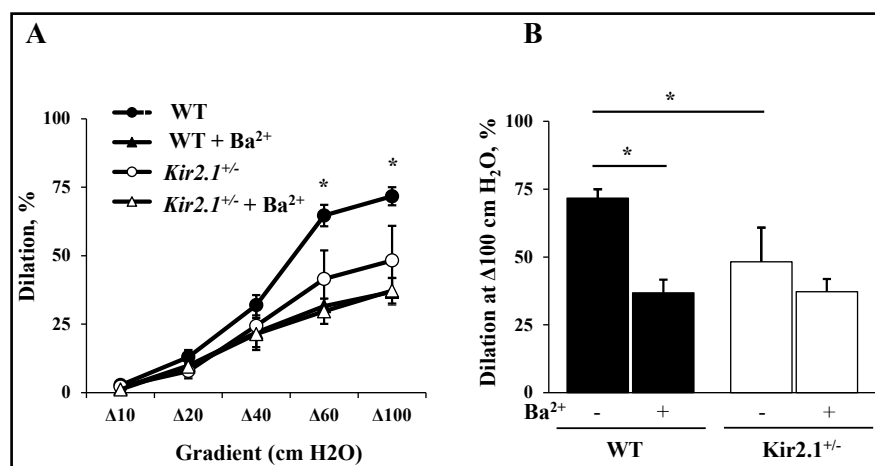 A
WT
WT + Ba²⁺
Kir2.1⁺/⁻
Kir2.1⁺/⁻ + Ba²⁺
Dilation, %
100
75
50
25
0
*
*
Δ10 Δ20 Δ40 Δ60 Δ100
Gradient (cm H2O)
B
Dilation at Δ100 cm H₂O, %
100
75
50
25
0
*
*
Ba²⁺ - + - +
WT Kir2.1⁺/⁻